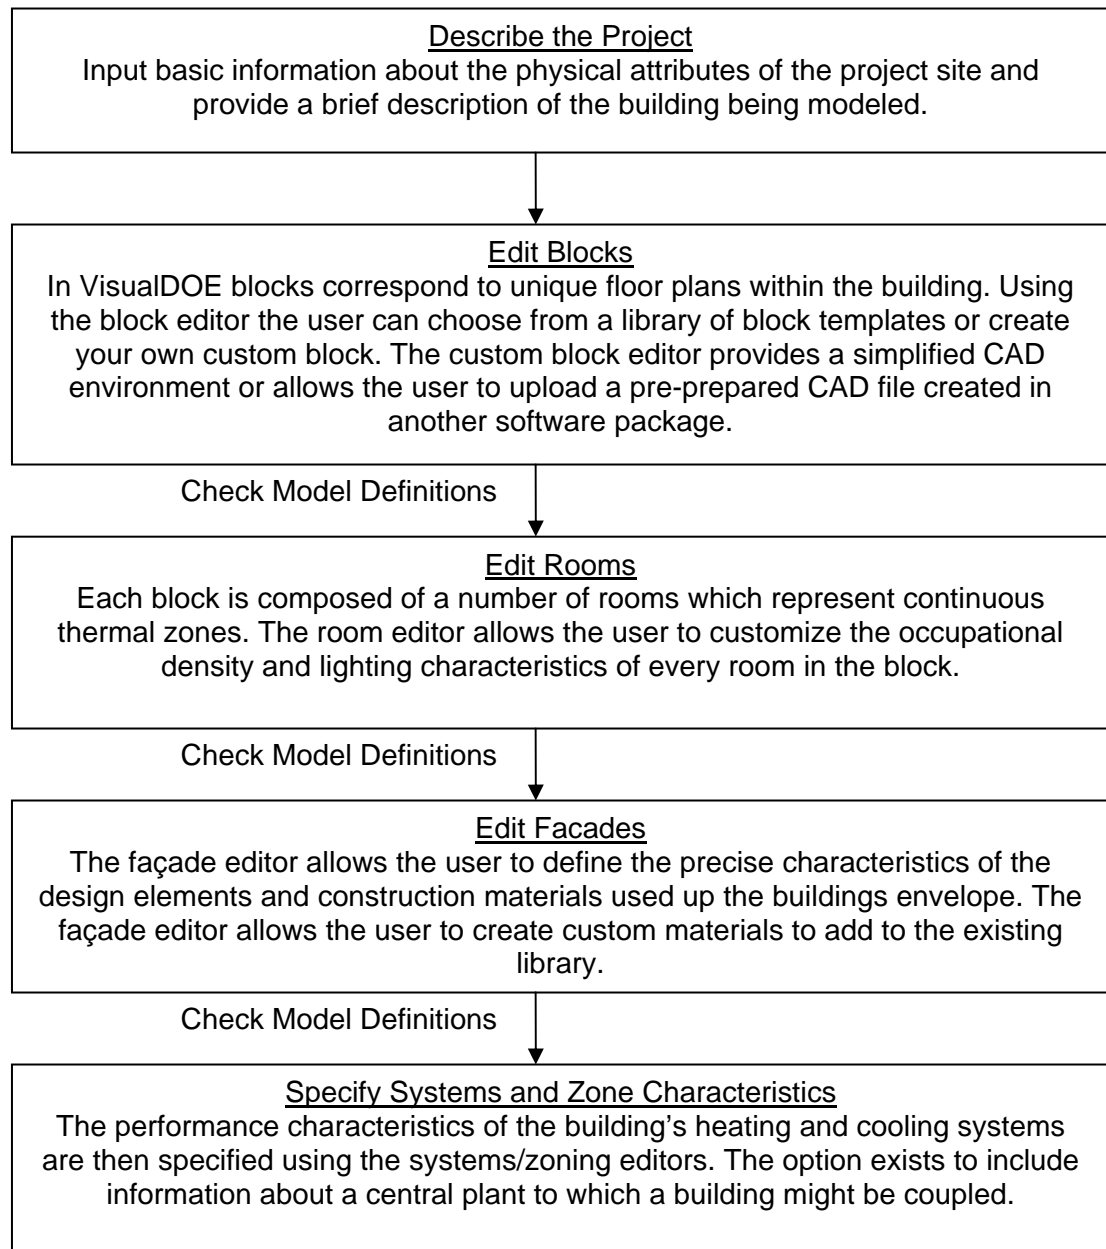 Describe the Project
Input basic information about the physical attributes of the project site and
provide a brief description of the building being modeled.
Edit Blocks
In VisualDOE blocks correspond to unique floor plans within the building. Using
the block editor the user can choose from a library of block templates or create
your own custom block. The custom block editor provides a simplified CAD
environment or allows the user to upload a pre-prepared CAD file created in
another software package.
Check Model Definitions
Edit Rooms
Each block is composed of a number of rooms which represent continuous
thermal zones. The room editor allows the user to customize the occupational
density and lighting characteristics of every room in the block.
Check Model Definitions
Edit Facades
The façade editor allows the user to define the precise characteristics of the
design elements and construction materials used up the buildings envelope. The
façade editor allows the user to create custom materials to add to the existing
library.
Check Model Definitions
Specify Systems and Zone Characteristics
The performance characteristics of the building’s heating and cooling systems
are then specified using the systems/zoning editors. The option exists to include
information about a central plant to which a building might be coupled.